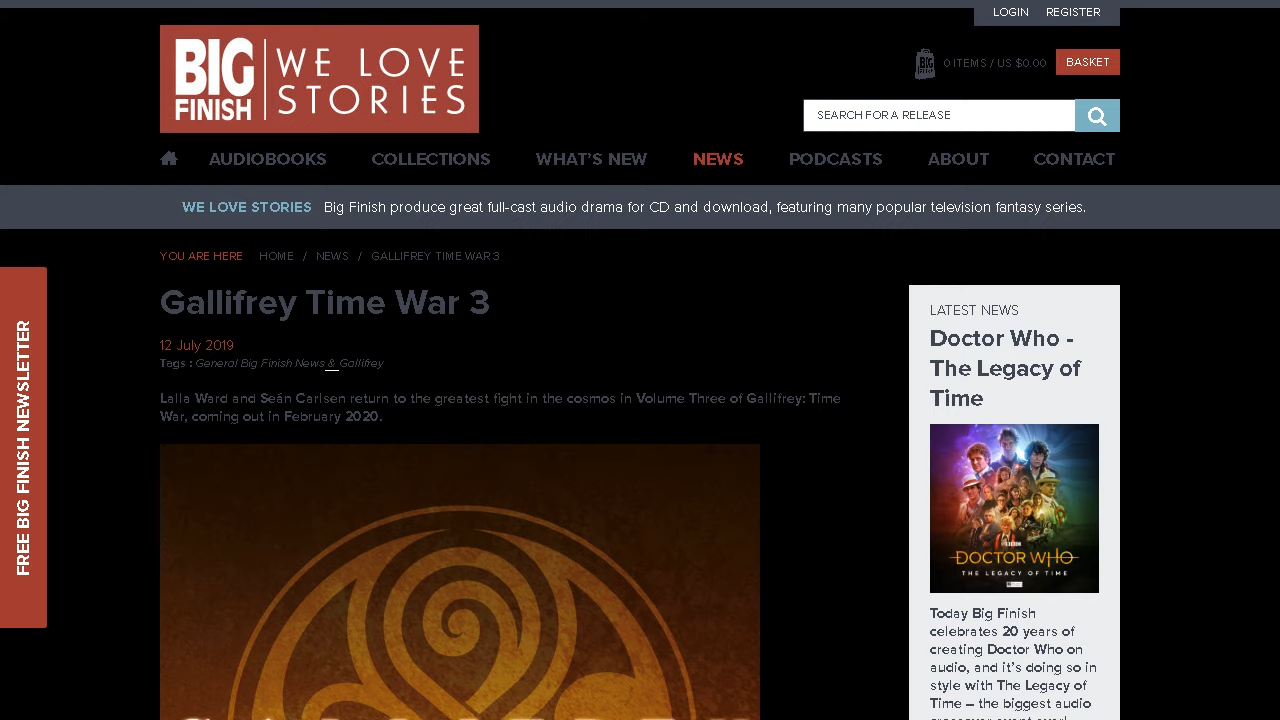 LOGIN REGISTER
BIG FINISH WE LOVE STORIES
BIG FINISH 0 ITEMS / US $0.00 BASKET
SEARCH FOR A RELEASE
AUDIOBOOKS COLLECTIONS WHAT'S NEW NEWS PODCASTS ABOUT CONTACT
WE LOVE STORIES Big Finish produce great full-cast audio drama for CD and download, featuring many popular television fantasy series.
YOU ARE HERE HOME / NEWS / GALLIFREY TIME WAR 3
FREE BIG FINISH NEWSLETTER
Gallifrey Time War 3
12 July 2019
Tags : General Big Finish News & Gallifrey
Lalla Ward and Seán Carlsen return to the greatest fight in the cosmos in Volume Three of Gallifrey: Time
War, coming out in February 2020.
LATEST NEWS
Doctor Who -
The Legacy of
Time
DOCTOR WHO
THE LEGACY OF TIME
Today Big Finish
celebrates 20 years of
creating Doctor Who on
audio, and it's doing so in
style with The Legacy of
Time – the biggest audio